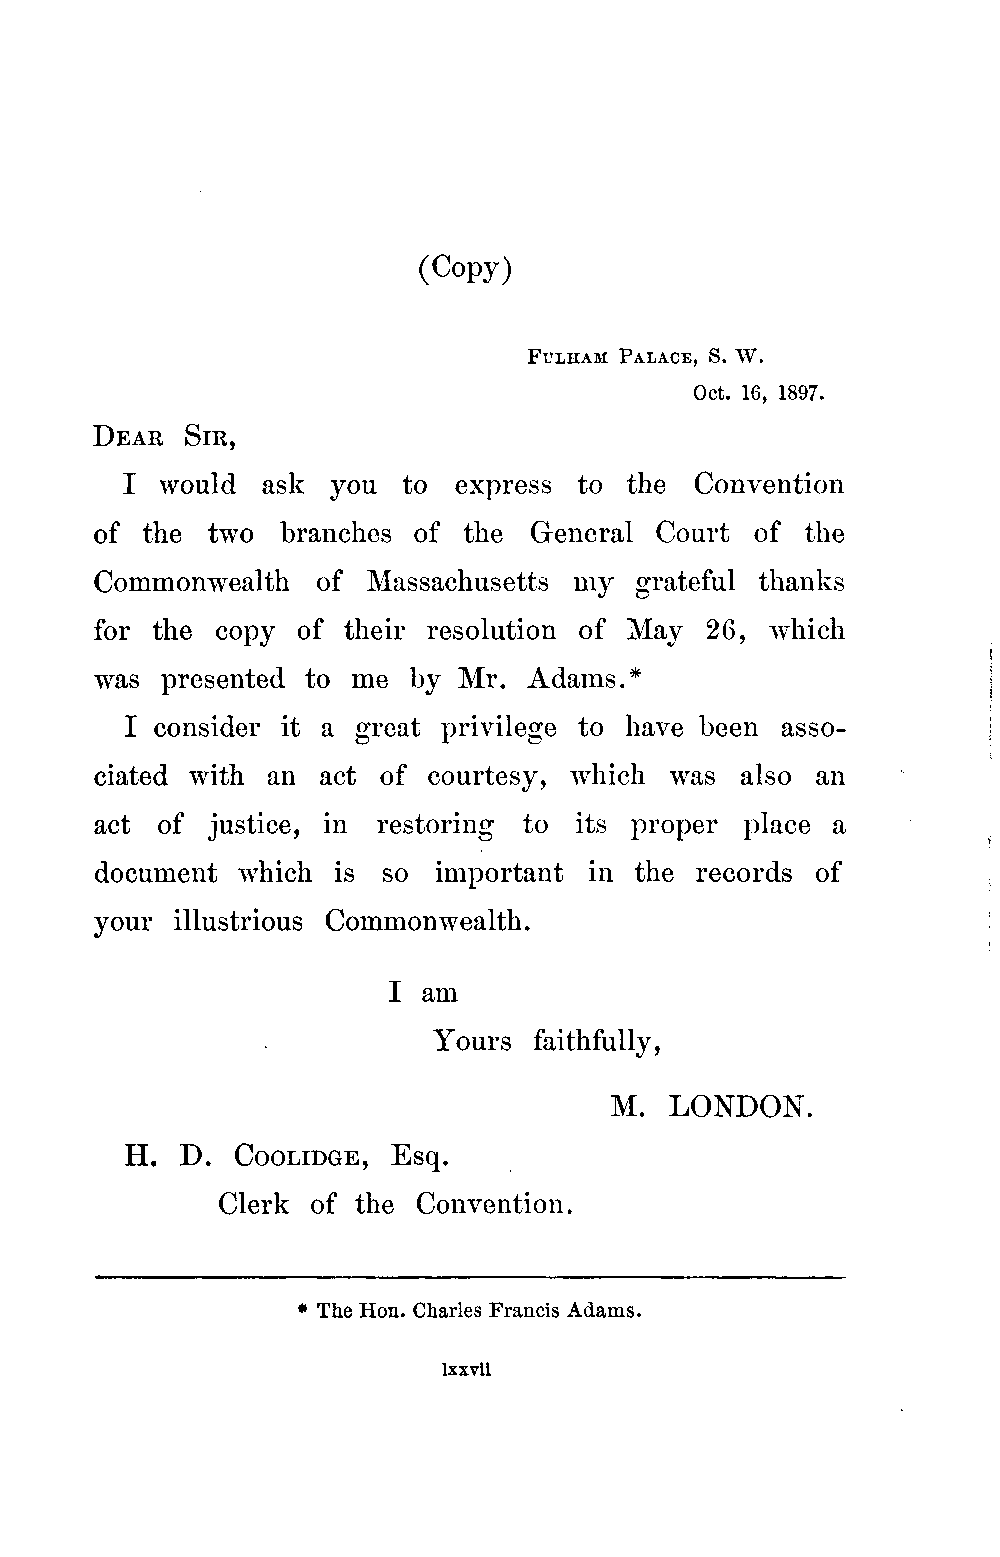 (Copy)
FULHAM PALACE, S. W.
Oct. 16, 1897.
DEAR SIR,
I would ask you to express to the Convention
of the two branches of the General Court of the
Commonwealth of Massachusetts my grateful thanks
for the copy of their resolution of May 26, which
was presented to me by Mr. Adams.*
I consider it a great privilege to have been asso-
ciated with an act of courtesy, which was also an
act of justice, in restoring to its proper place a
document which is so important in the records of
your illustrious Commonwealth.
I am
Yours faithfully,
M. LONDON.
H. D. COOLIDGE, Esq.
Clerk of the Convention.
* The Hon. Charles Francis Adams.
lxxvii